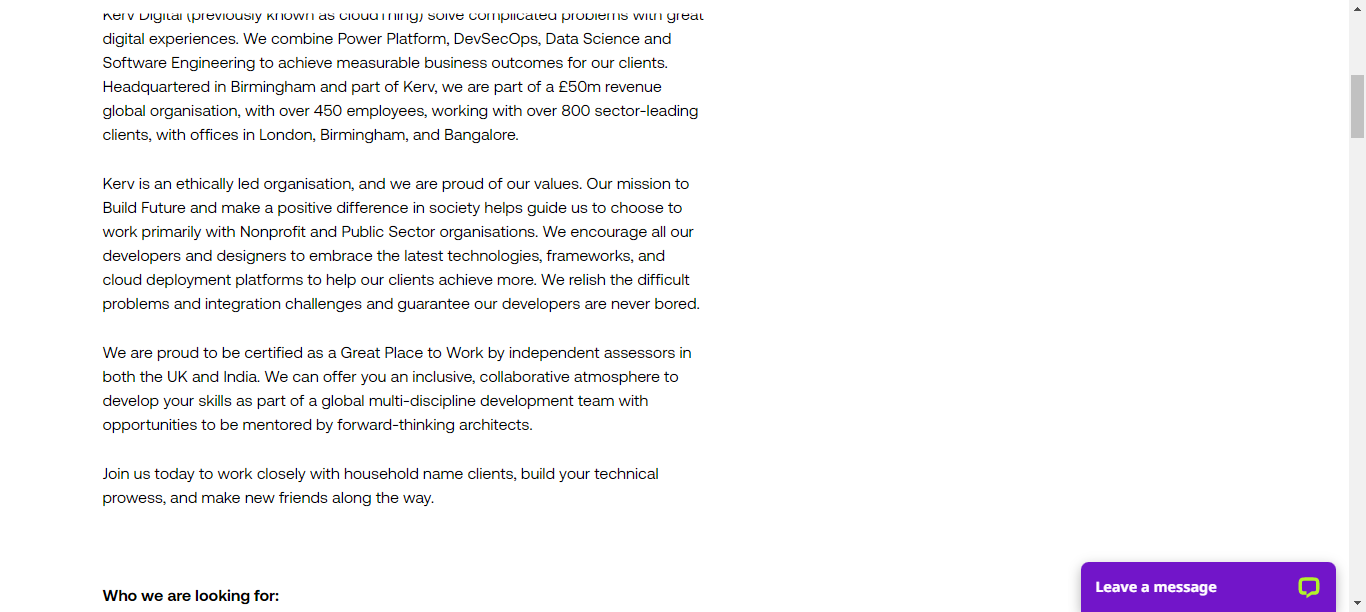 Kerv Digital (previously known as cloudThing) solve complicated problems with great
digital experiences. We combine Power Platform, DevSecOps, Data Science and
Software Engineering to achieve measurable business outcomes for our clients.
Headquartered in Birmingham and part of Kerv, we are part of a £50m revenue
global organisation, with over 450 employees, working with over 800 sector-leading
clients, with offices in London, Birmingham, and Bangalore.
Kerv is an ethically led organisation, and we are proud of our values. Our mission to
Build Future and make a positive difference in society helps guide us to choose to
work primarily with Nonprofit and Public Sector organisations. We encourage all our
developers and designers to embrace the latest technologies, frameworks, and
cloud deployment platforms to help our clients achieve more. We relish the difficult
problems and integration challenges and guarantee our developers are never bored.
We are proud to be certified as a Great Place to Work by independent assessors in
both the UK and India. We can offer you an inclusive, collaborative atmosphere to
develop your skills as part of a global multi-discipline development team with
opportunities to be mentored by forward-thinking architects.
Join us today to work closely with household name clients, build your technical
prowess, and make new friends along the way.
Who we are looking for:
Leave a message